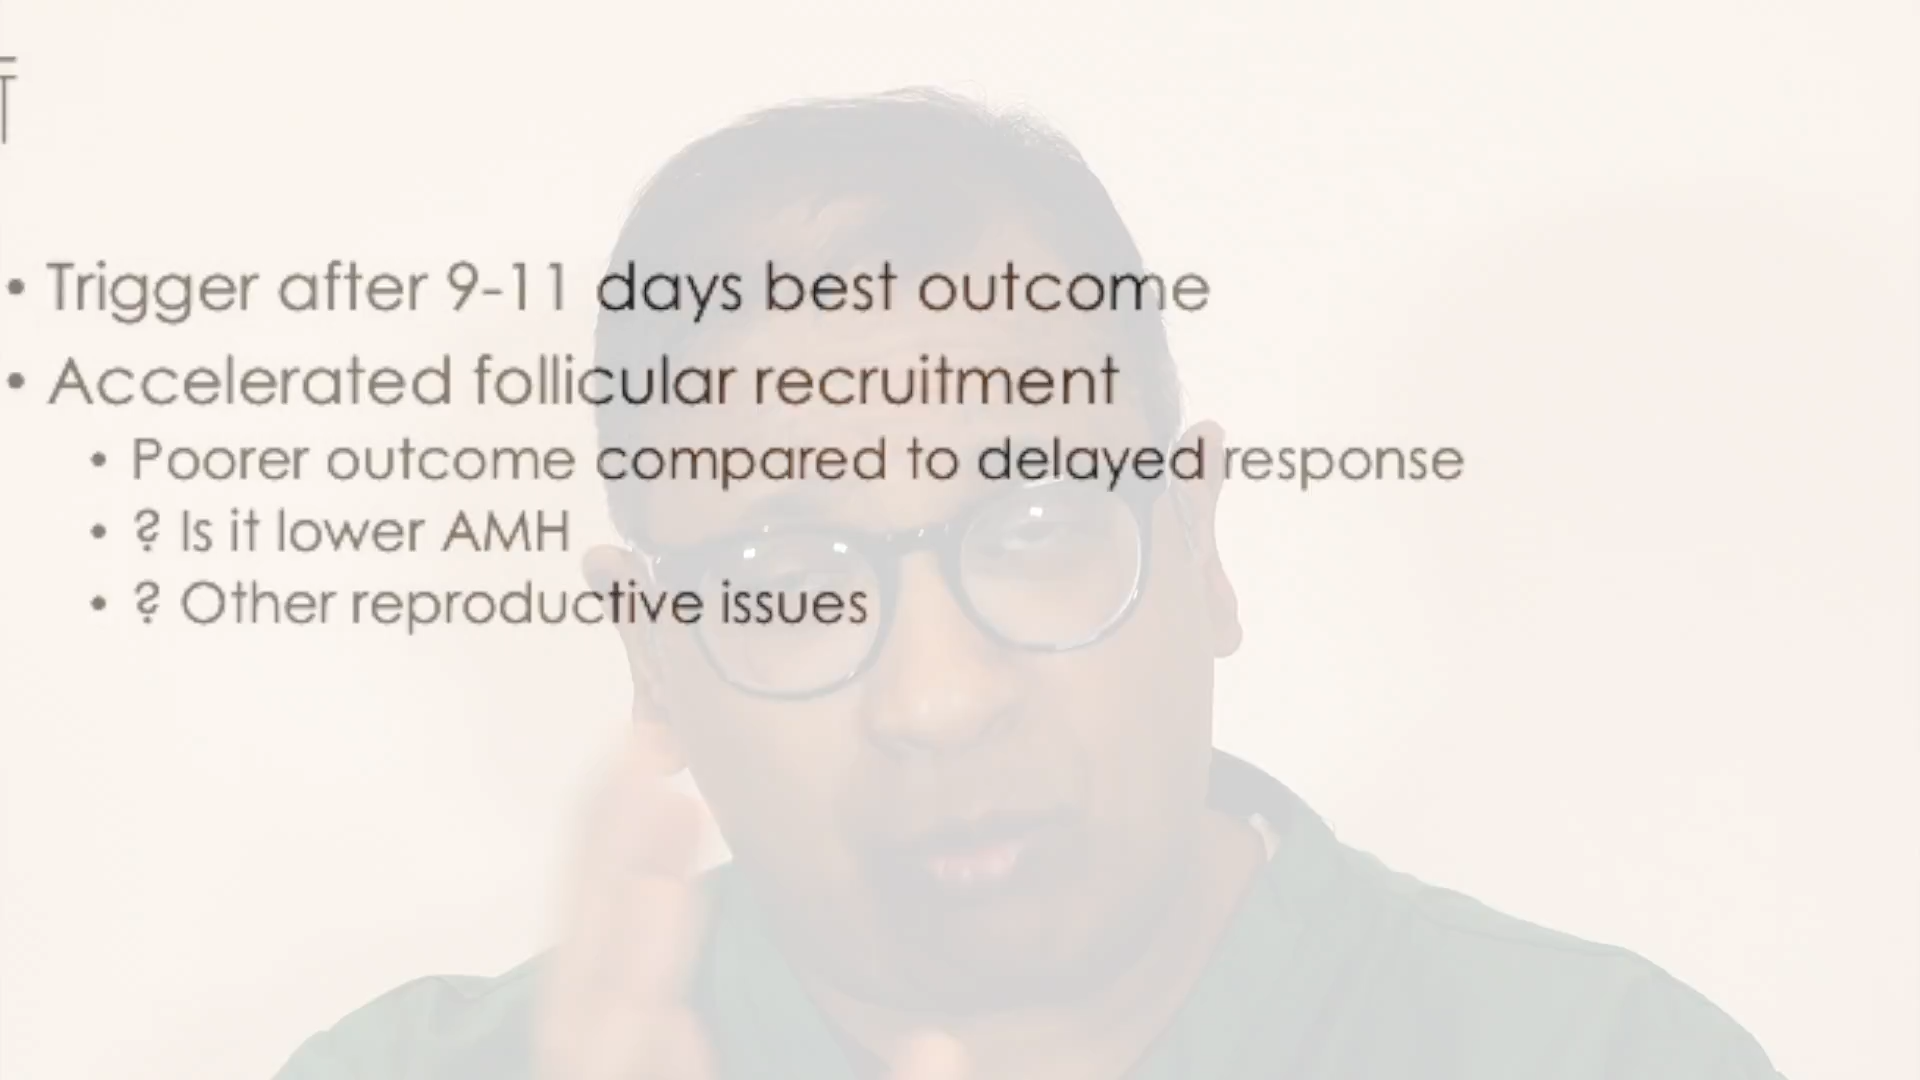 • Trigger after 9-11 days best outcome
• Accelerated follicular recruitment
• Poorer outcome compared to delayed response
• ? Is it lower AMH
• ? Other reproductive issues